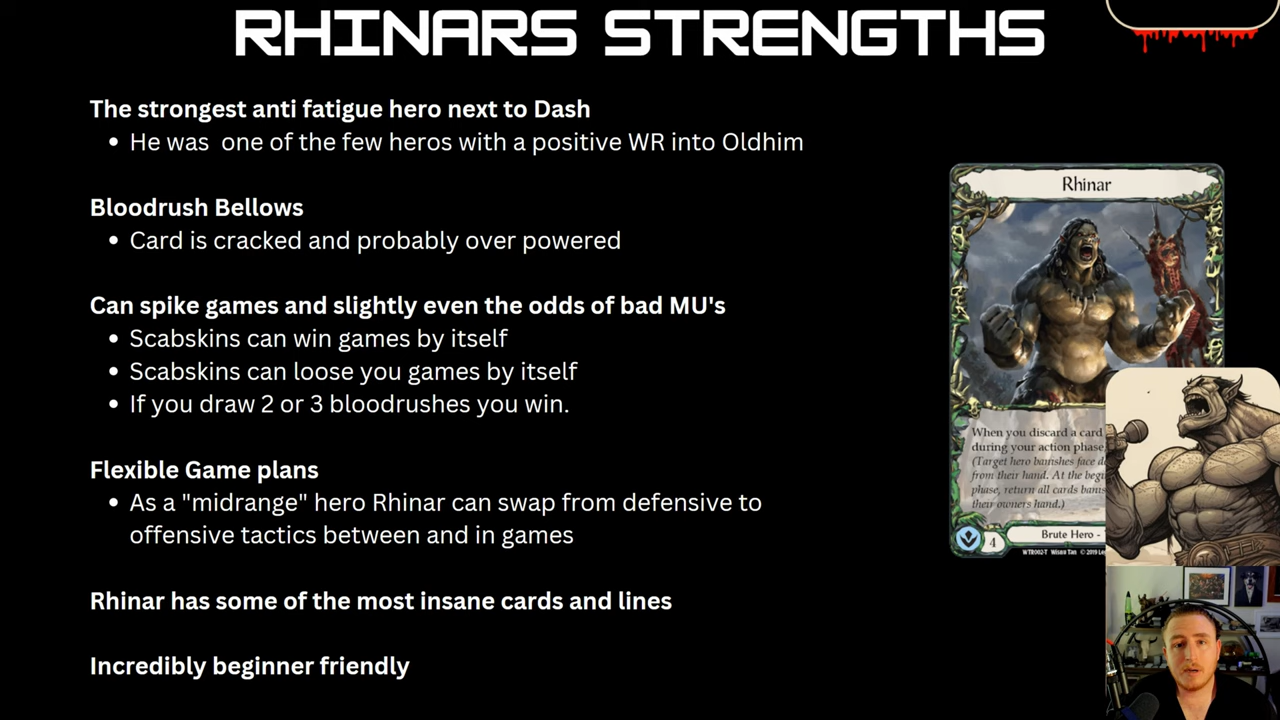 RHINARS STRENGTHS
The strongest anti fatigue hero next to Dash
• He was  one of the few heros with a positive WR into Oldhim
Bloodrush Bellows
• Card is cracked and probably over powered
Can spike games and slightly even the odds of bad MU's
• Scabskins can win games by itself
• Scabskins can loose you games by itself
• If you draw 2 or 3 bloodrushes you win.
Flexible Game plans
• As a "midrange" hero Rhinar can swap from defensive to
offensive tactics between and in games
Rhinar has some of the most insane cards and lines
Incredibly beginner friendly
Rhinar
When you discard a card
during your action phase,
(Target hero banishes face
from their hand. At the
phase, return all cards
their owners hand.)
4
Brute Hero -